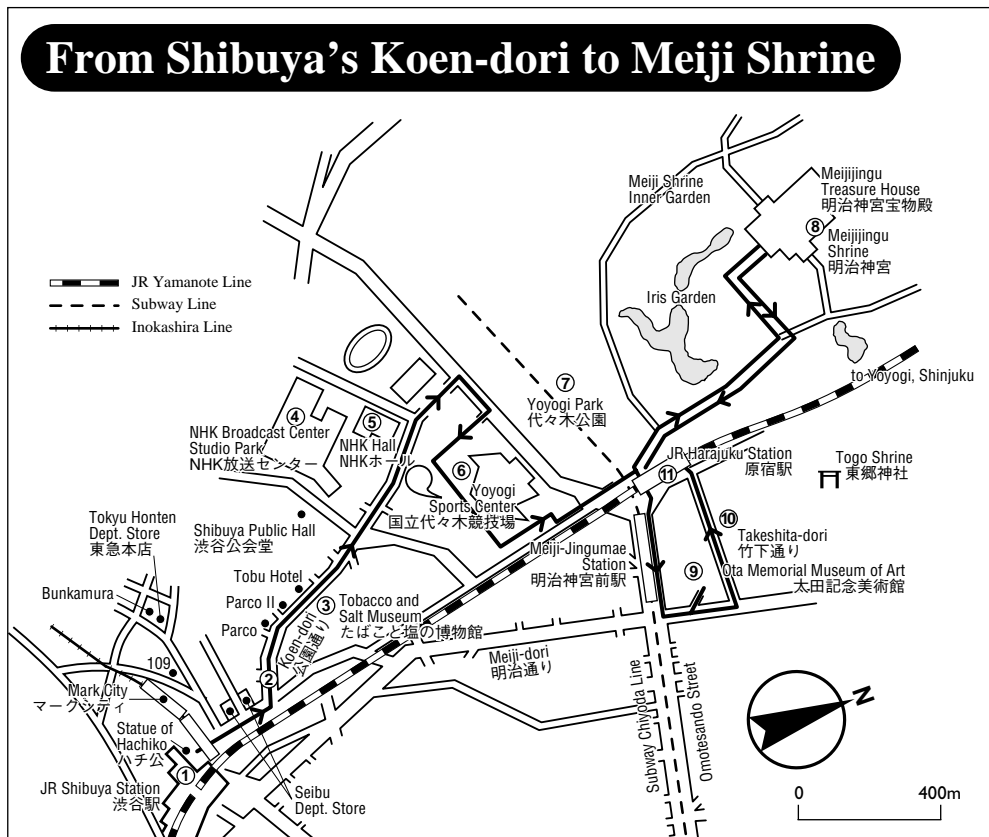 From Shibuya's Koen-dori to Meiji Shrine
JR Yamanote Line
Subway Line
Inokashira Line
Meiji Shrine
Inner Garden
Meijijingu
Treasure House
明治神宮宝物殿
⑧
Meijijingu
Shrine
明治神宮
Iris Garden
to Yoyogi, Shinjuku
⑦
Yoyogi Park
代々木公園
④
NHK Broadcast Center
Studio Park
NHK放送センター
⑤
NHK Hall
NHKホール
⑥
Yoyogi
Sports Center
国立代々木競技場
JR Harajuku Station
原宿駅
⑪
Togo Shrine
東郷神社
⑩
Takeshita-dori
竹下通り
⑨
Ota Memorial Museum of Art
太田記念美術館
Meiji-Jingumae
Station
明治神宮前駅
Tokyu Honten
Dept. Store
東急本店
Shibuya Public Hall
渋谷公会堂
Bunkamura
Tobu Hotel
Parco II
Parco
③
Koen-dori
公園通り
Tobacco and
Salt Museum
たばこと塩の博物館
Meiji-dori
明治通り
109
②
Mark City
マークシティ
Statue of
Hachiko
ハチ公
①
JR Shibuya Station
渋谷駅
Seibu
Dept. Store
Subway Chiyoda Line
Omotesando Street
N
0 400m